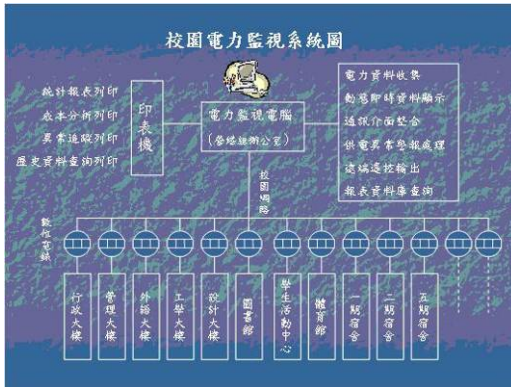 校園電力監視系統圖
統計報表列印
成本分析列印
異常追蹤列印
歷史資料查詢列印
印表機
電力監視電腦
(營繕組辦公室)
電力資料收集
動態即時資料顯示
通訊介面整合
供電異常警報處理
遠端遙控輸出
報表資料庫查詢
校園網路
數位電錶
行政大樓
管理大樓
外語大樓
工學大樓
設計大樓
圖書館
學生活動中心
體育館
一期宿舍
二期宿舍
五期宿舍